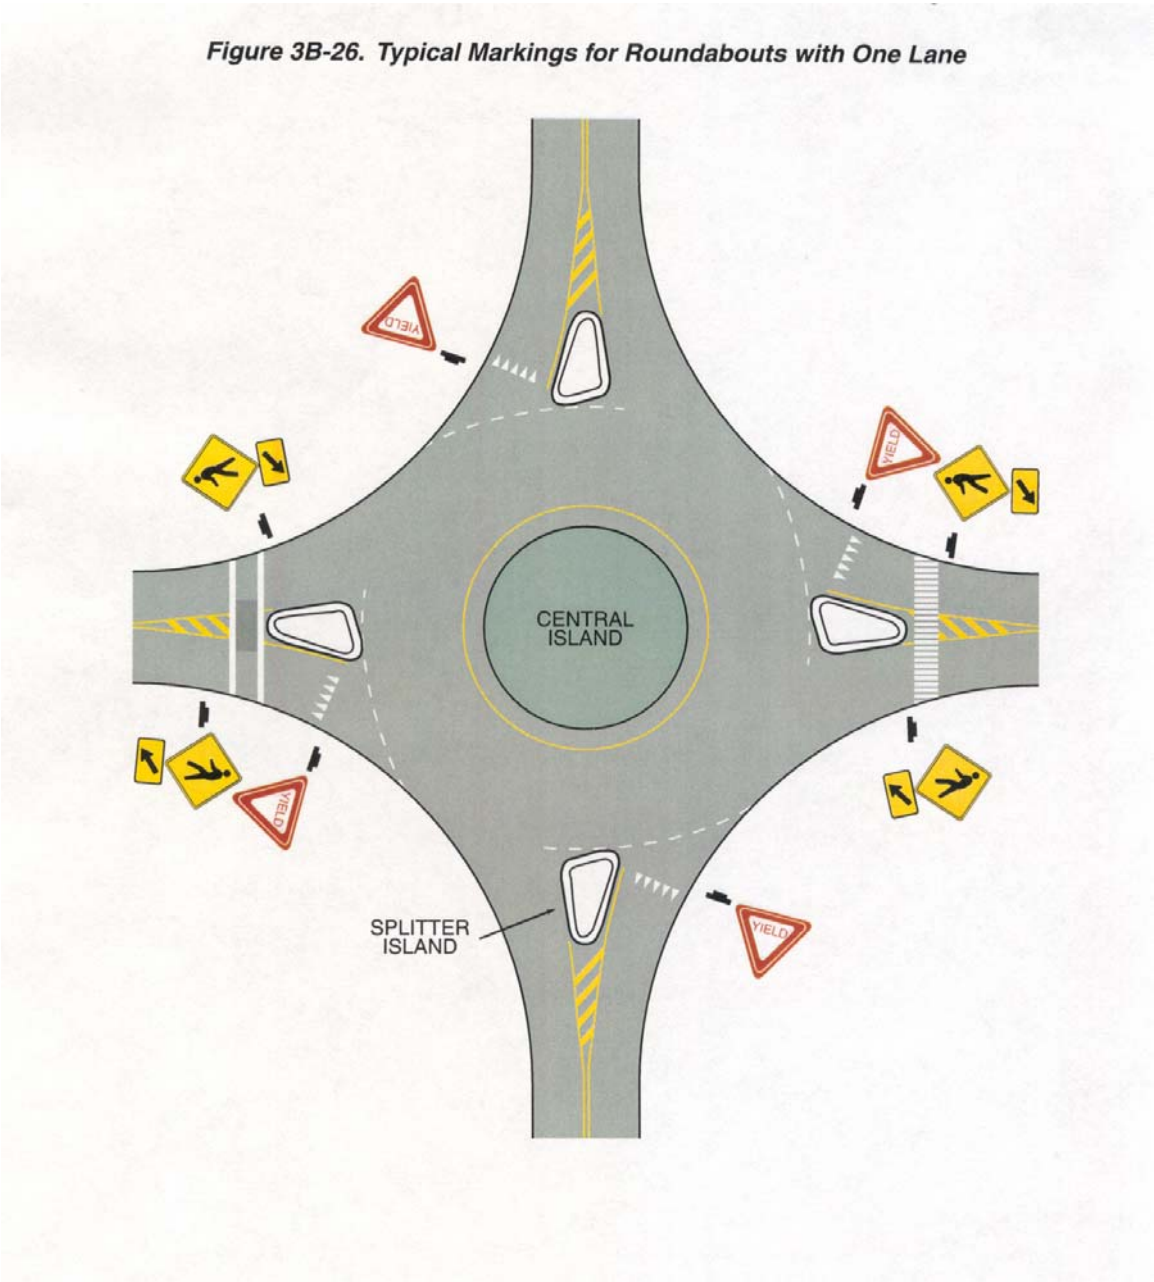 Figure 3B-26. Typical Markings for Roundabouts with One Lane
YIELD
YIELD
CENTRAL
ISLAND
YIELD
SPLITTER
ISLAND
YIELD